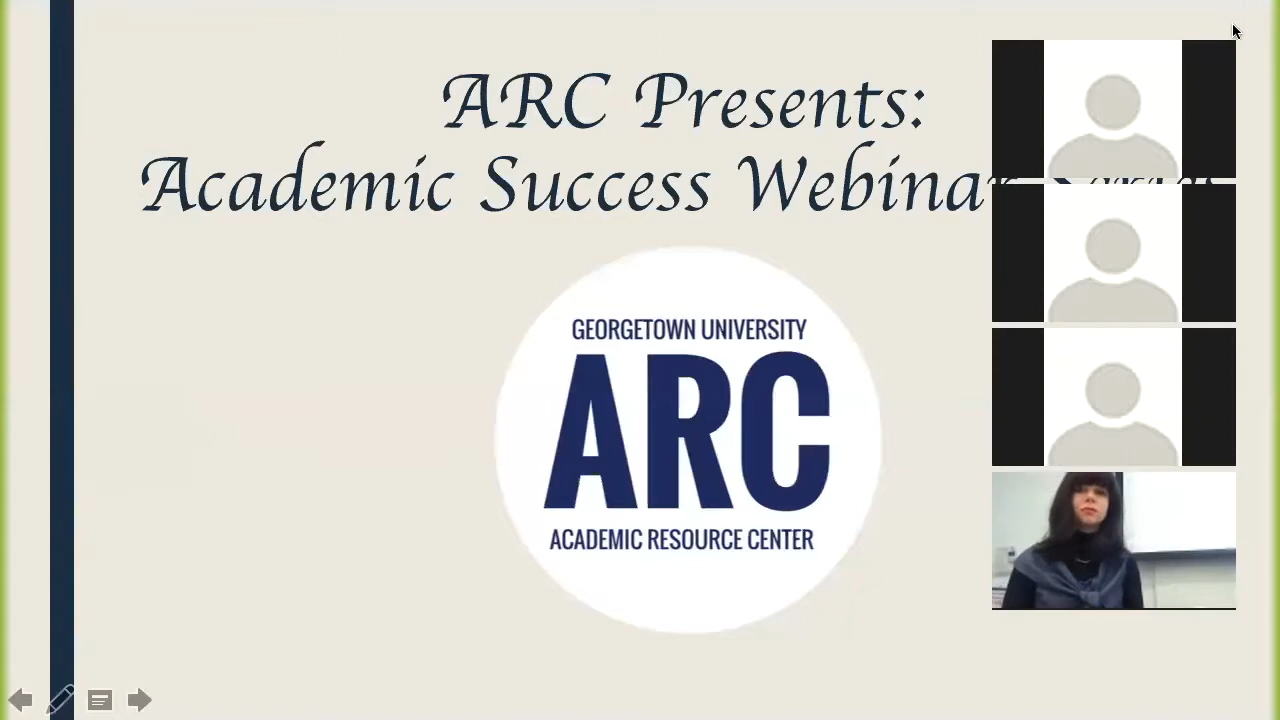 ARC Presents:
Academic Success Webinar
GEORGETOWN UNIVERSITY
ARC
ACADEMIC RESOURCE CENTER